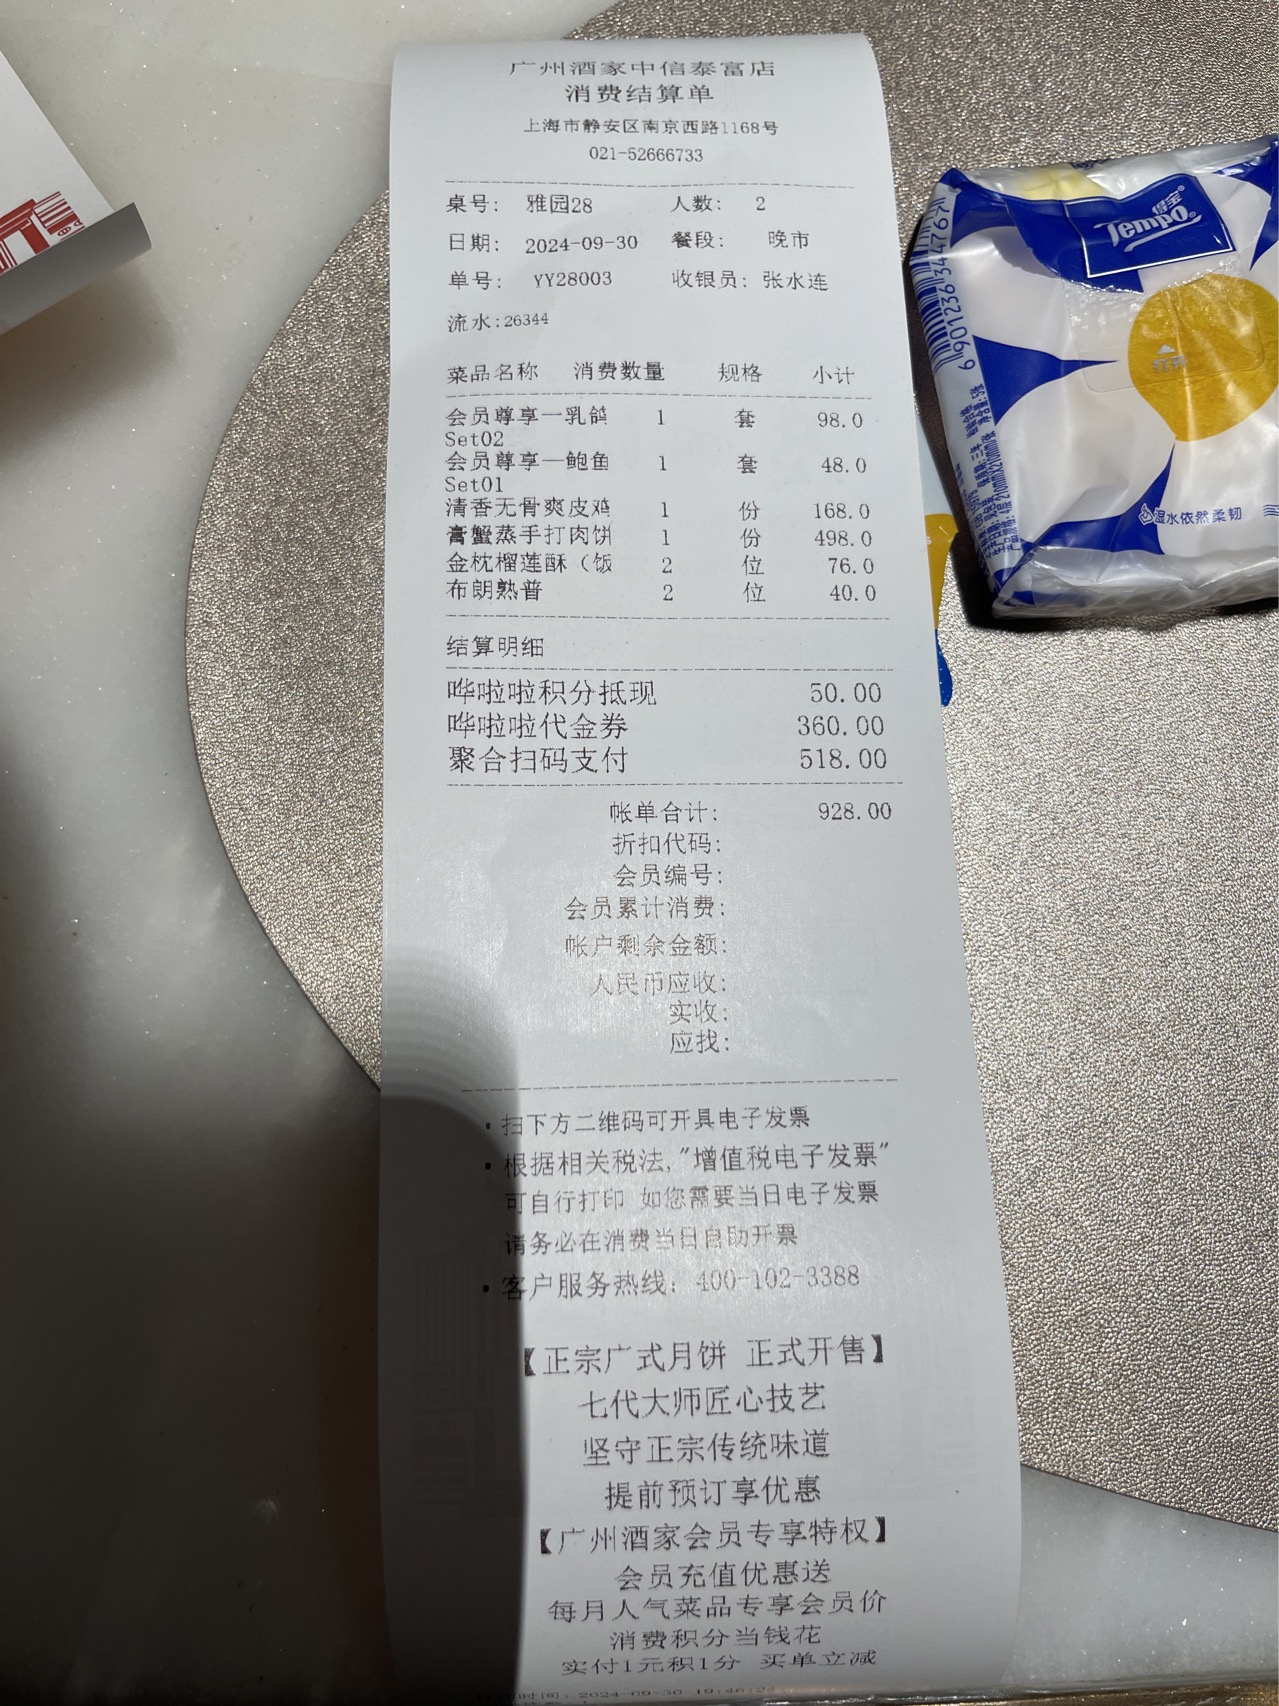 广州酒家中信泰富店
消费结算单
上海市静安区南京西路1168号
021-52666733
桌号: 雅园28 人数: 2
日期: 2024-09-30 餐段: 晚市
单号: YY28003 收银员: 张水连
流水:26344
菜品名称 消费数量 规格 小计
会员尊享一乳鸽 1 套 98.0
Set02
会员尊享一鲍鱼 1 套 48.0
Set01
清香无骨爽皮鸡 1 份 168.0
膏蟹蒸手打肉饼 1 份 498.0
金枕榴莲酥（饭 2 位 76.0
布朗熟普 2 位 40.0
结算明细
哗啦啦积分抵现 50.00
哗啦啦代金券 360.00
聚合扫码支付 518.00
帐单合计: 928.00
折扣代码:
会员编号:
会员累计消费:
帐户剩余金额:
人民币应收:
实收:
应找:
· 扫下方二维码可开具电子发票
· 根据相关税法,"增值税电子发票"
可自行打印 如您需要当日电子发票
请务必在消费当日自助开票
· 客户服务热线: 400-102-3388
【正宗广式月饼 正式开售】
七代大师匠心技艺
坚守正宗传统味道
提前预订享优惠
【广州酒家会员专享特权】
会员充值优惠送
每月人气菜品专享会员价
消费积分当钱花
实付1元积1分 买单立减
2024-09-30 19:46:24
得宝
Tempo
打开
湿水依然柔韧
6901236344767